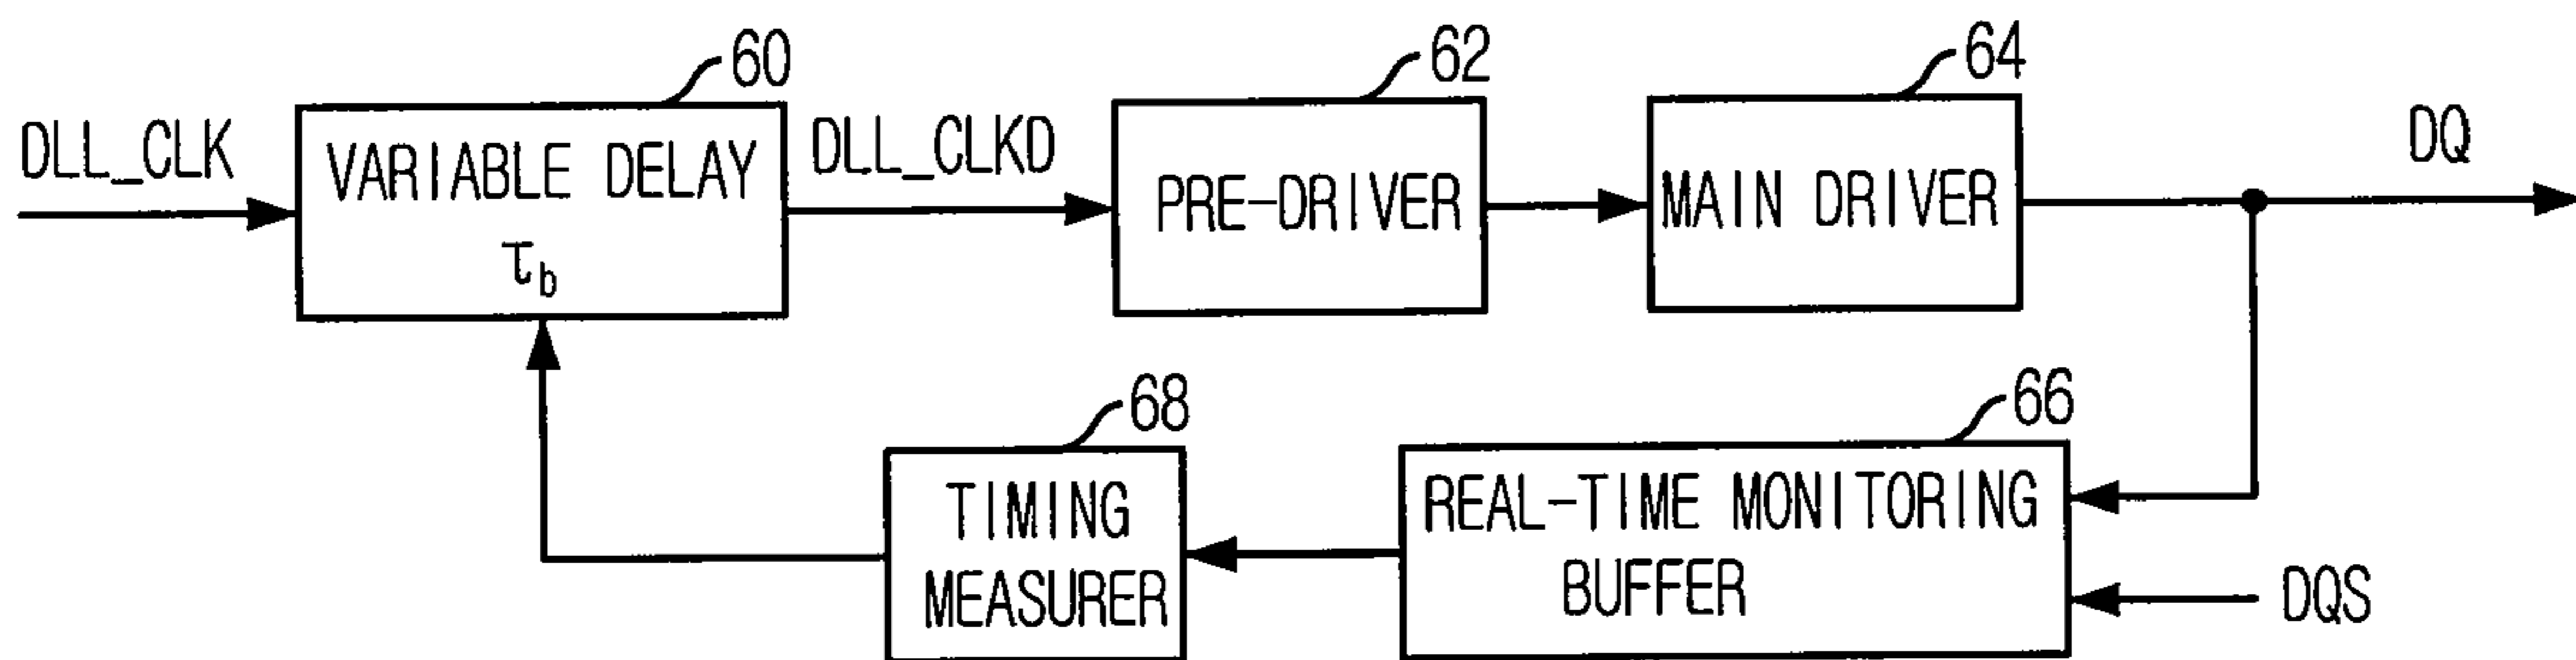 60
62
64
DLL_CLK
VARIABLE DELAY
τb
DLL_CLKD
PRE-DRIVER
MAIN DRIVER
DQ
68
66
TIMING
MEASURER
REAL-TIME MONITORING
BUFFER
DQS